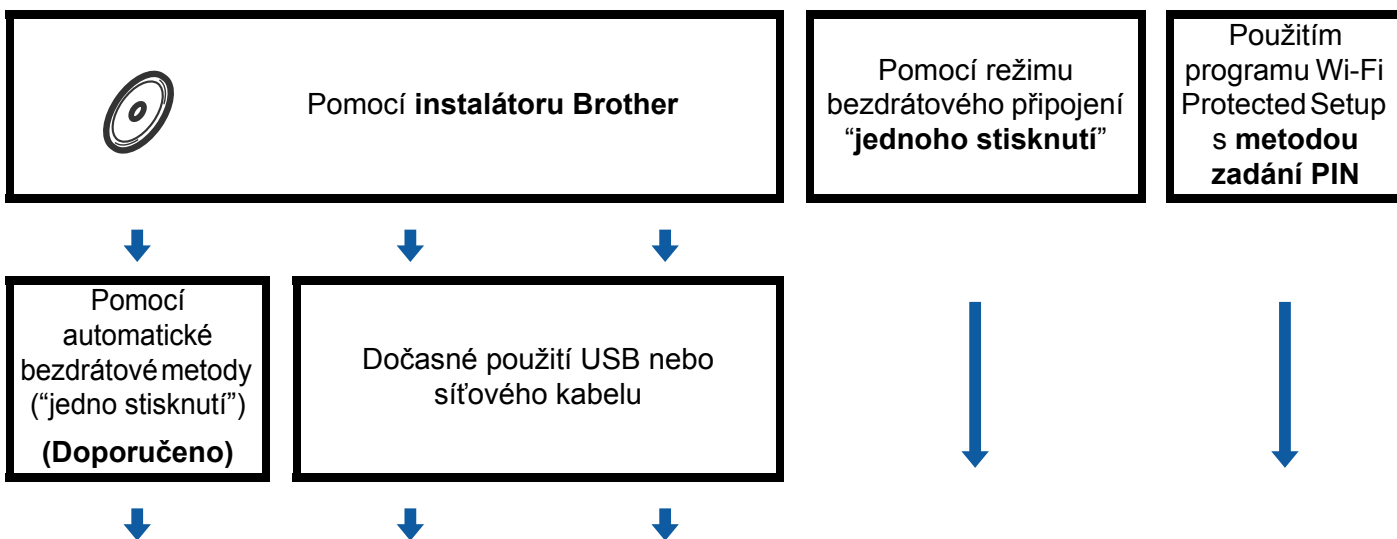 Pomocí instalátoru Brother
Pomocí režimu
bezdrátového připojení
“jednoho stisknutí”
Použitím
programu Wi-Fi
Protected Setup
s metodou
zadání PIN
Pomocí
automatické
bezdrátové metody
(“jedno stisknutí”)
(Doporučeno)
Dočasné použití USB nebo
síťového kabelu